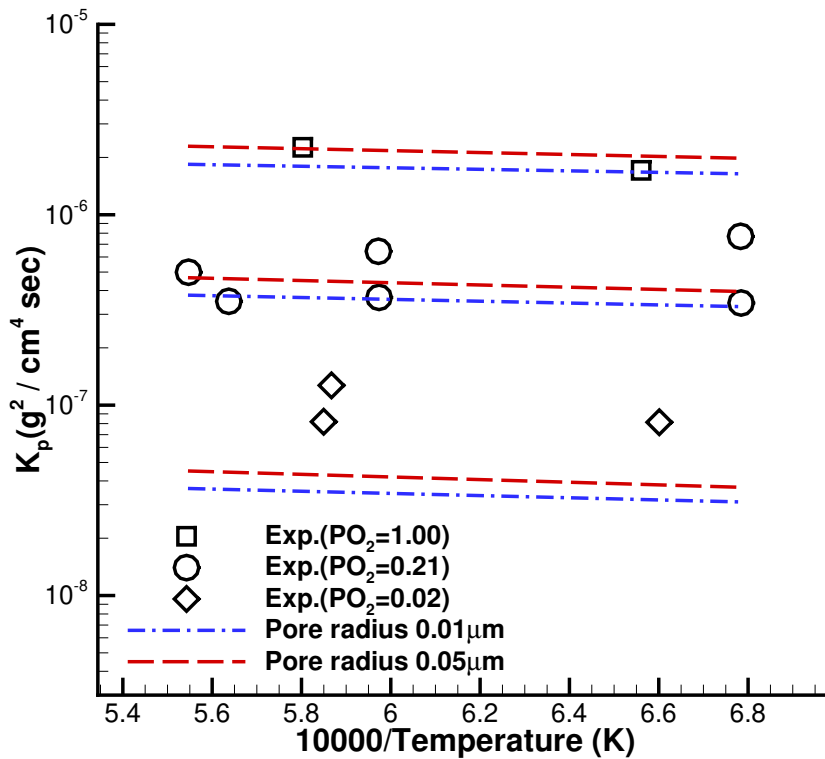 10⁻⁵
10⁻⁶
10⁻⁷
10⁻⁸
Kₚ(g² / cm⁴ sec)
Exp.(PO₂=1.00)
Exp.(PO₂=0.21)
Exp.(PO₂=0.02)
Pore radius 0.01μm
Pore radius 0.05μm
5.4 5.6 5.8 6 6.2 6.4 6.6 6.8
10000/Temperature (K)